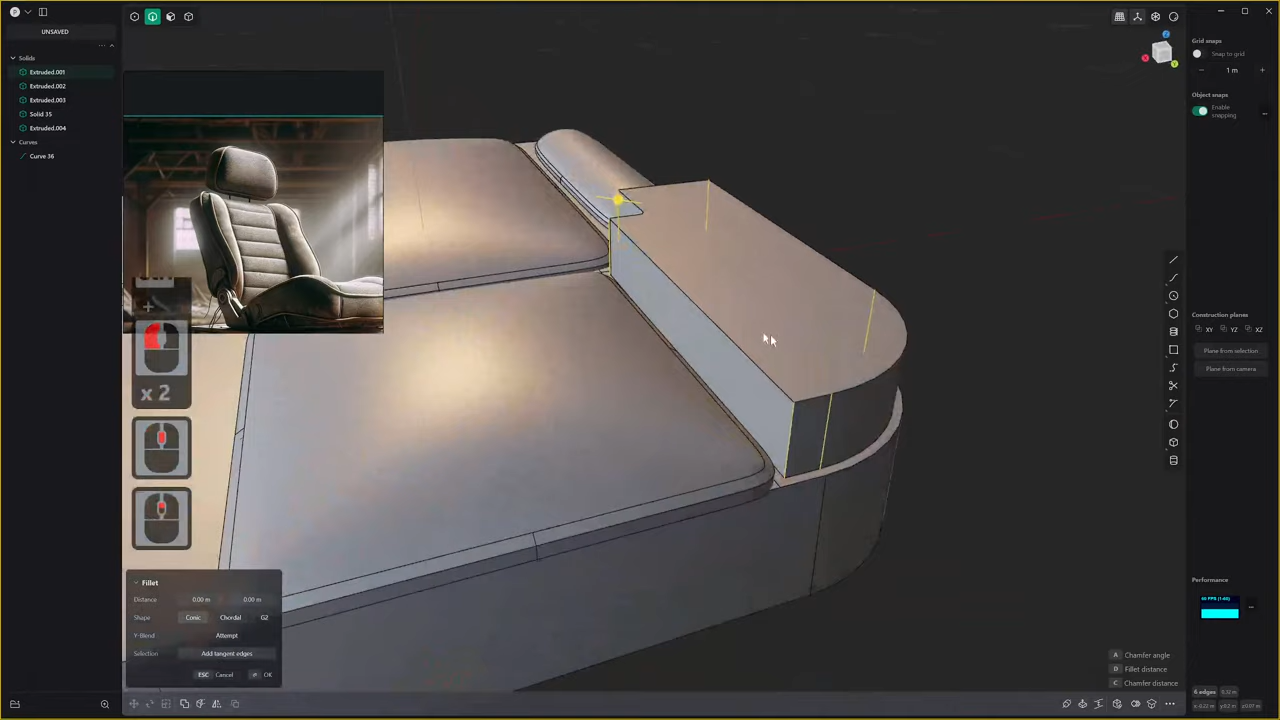 P
UNSAVED
Solids
Extruded.001
Extruded.002
Extruded.003
Solid 35
Extruded.004
Curves
Curve 36
x 2
Fillet
Distance 0.00 m 0.00 m
Shape Conic Chordal G2
Y-Blend Attempt
Selection Add tangent edges
ESC Cancel OK
Grid snaps
Snap to grid
1 m
Object snaps
Enable snapping
Construction planes
XY YZ XZ
Plane from selection
Plane from camera
Performance
A Chamfer angle
D Fillet distance
C Chamfer distance
6 edges 0.32 m